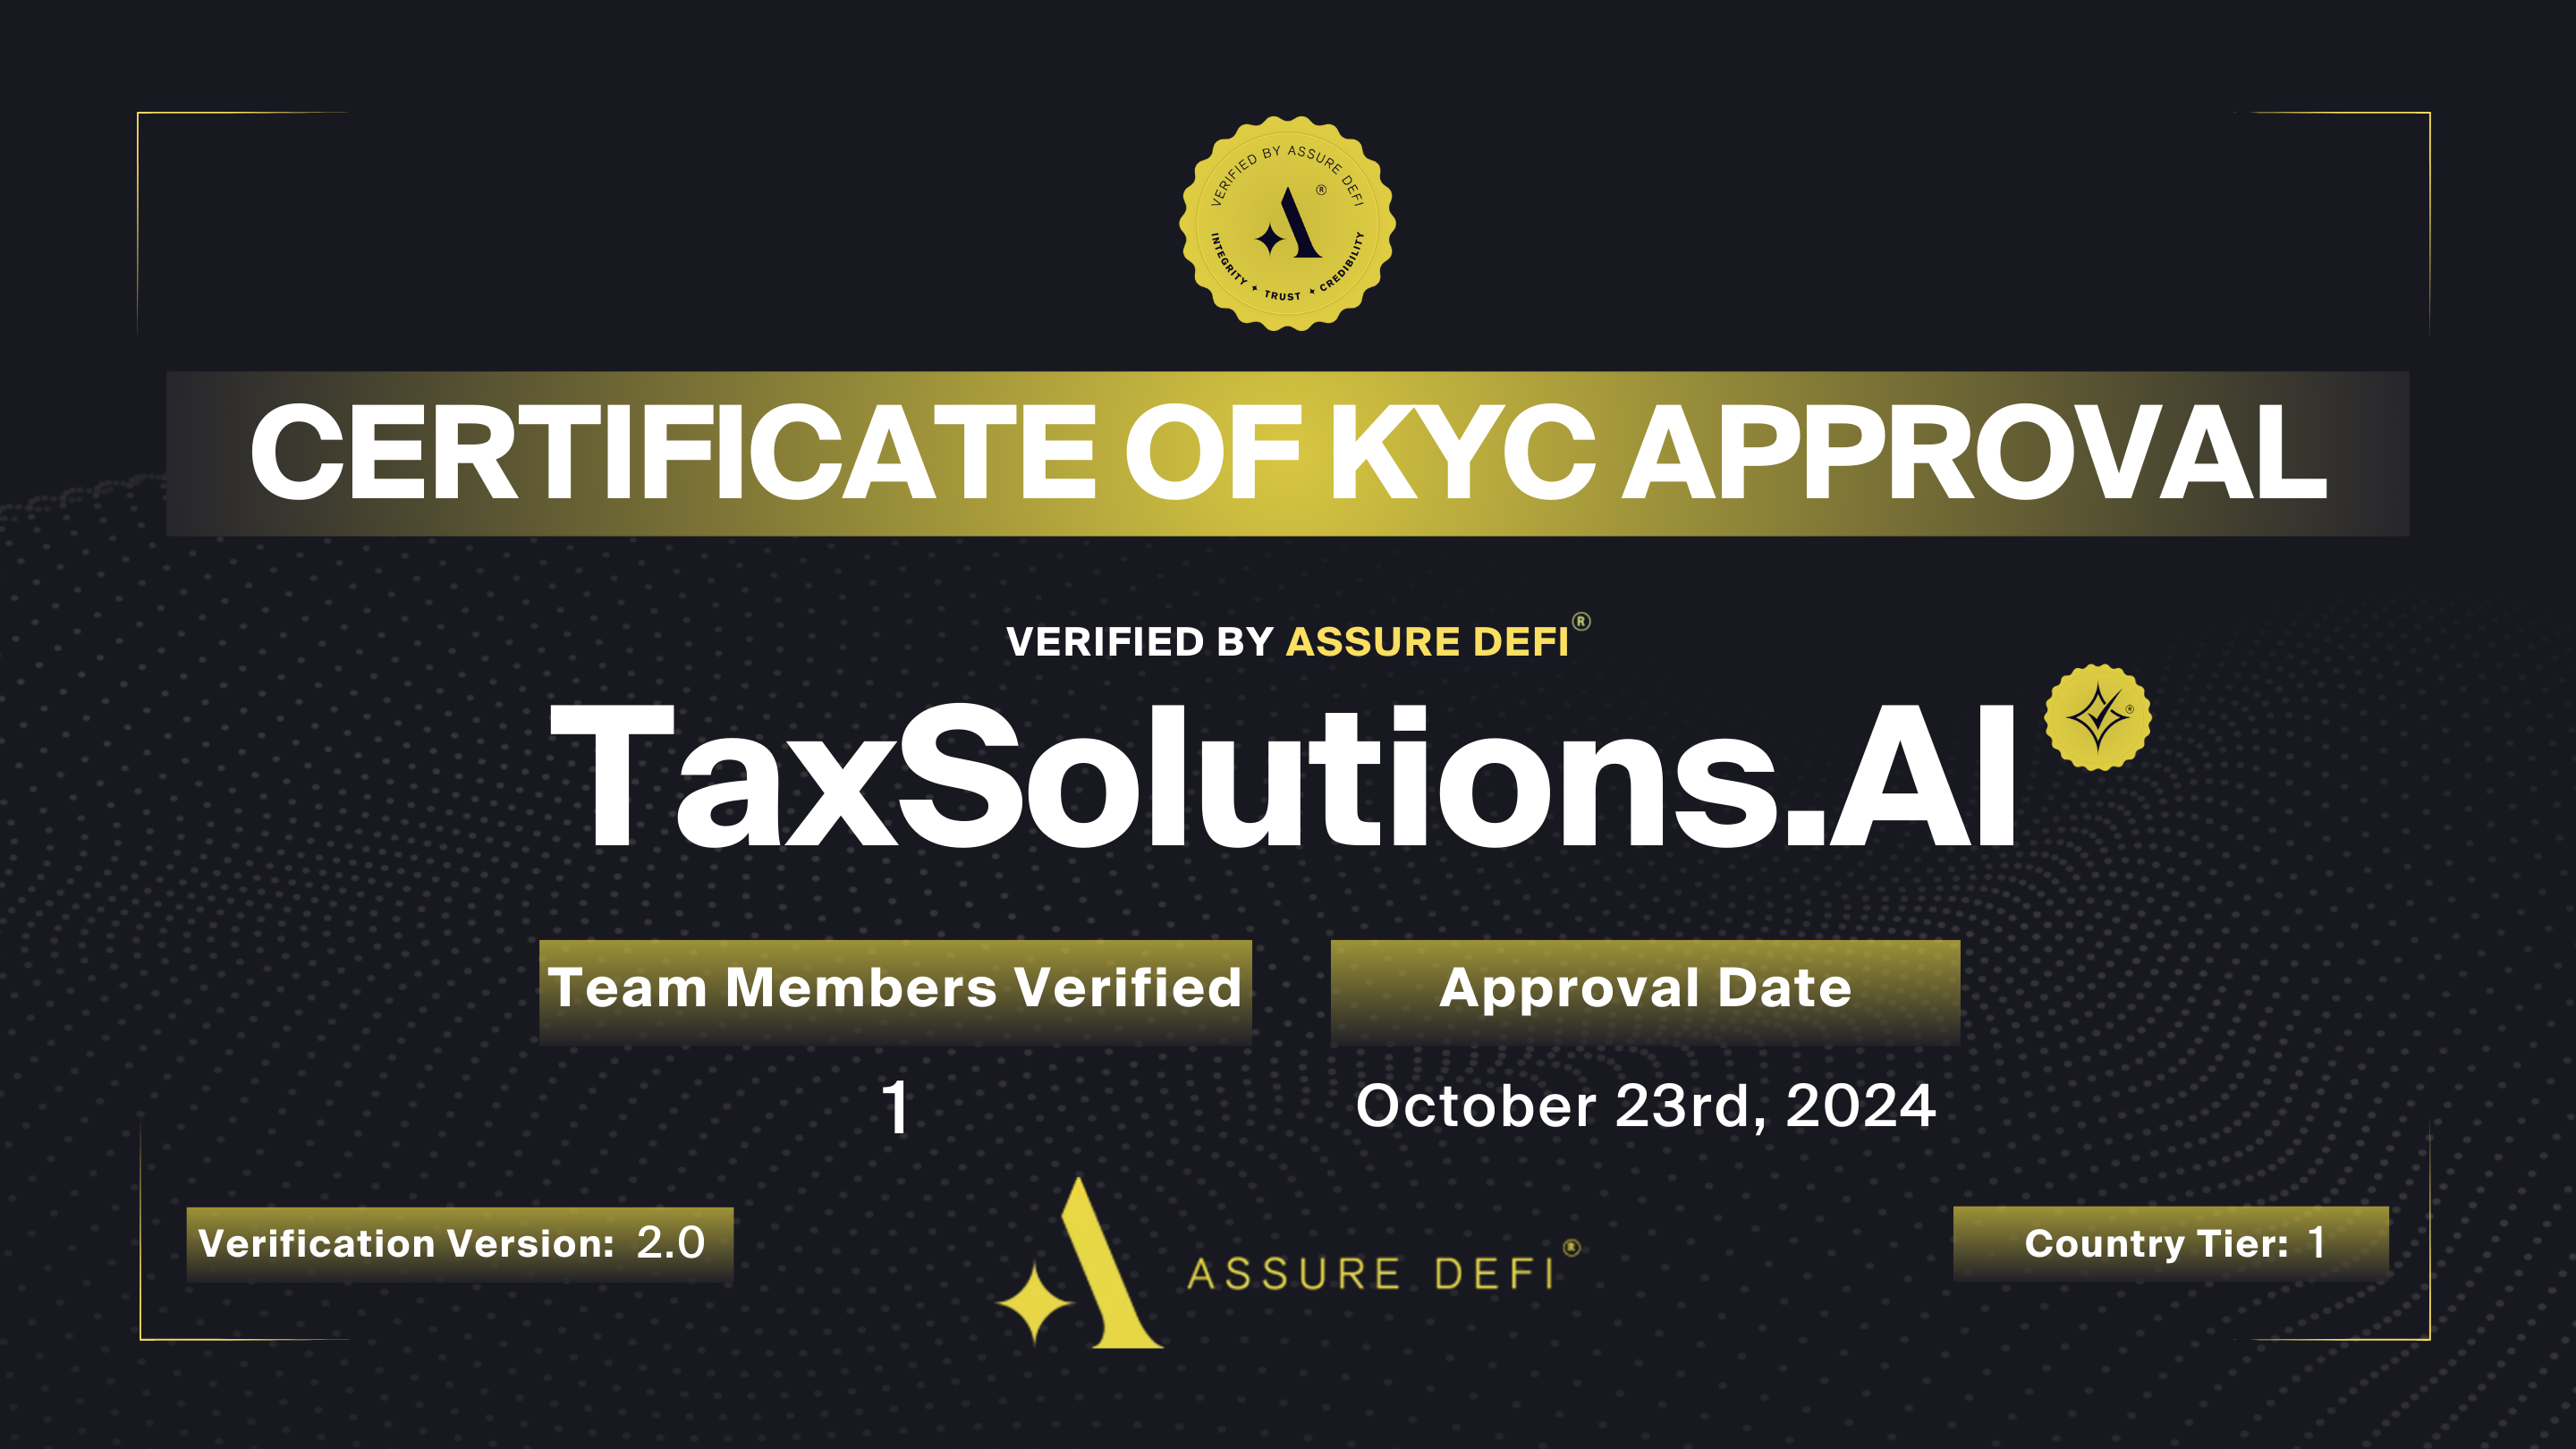 VERIFIED BY ASSURE DEFI
A ®
INTEGRITY ✦ TRUST ✦ CREDIBILITY
CERTIFICATE OF KYC APPROVAL
VERIFIED BY ASSURE DEFI®
TaxSolutions.AI
®
Team Members Verified
1
Approval Date
October 23rd, 2024
Verification Version: 2.0
A ASSURE DEFI®
Country Tier: 1